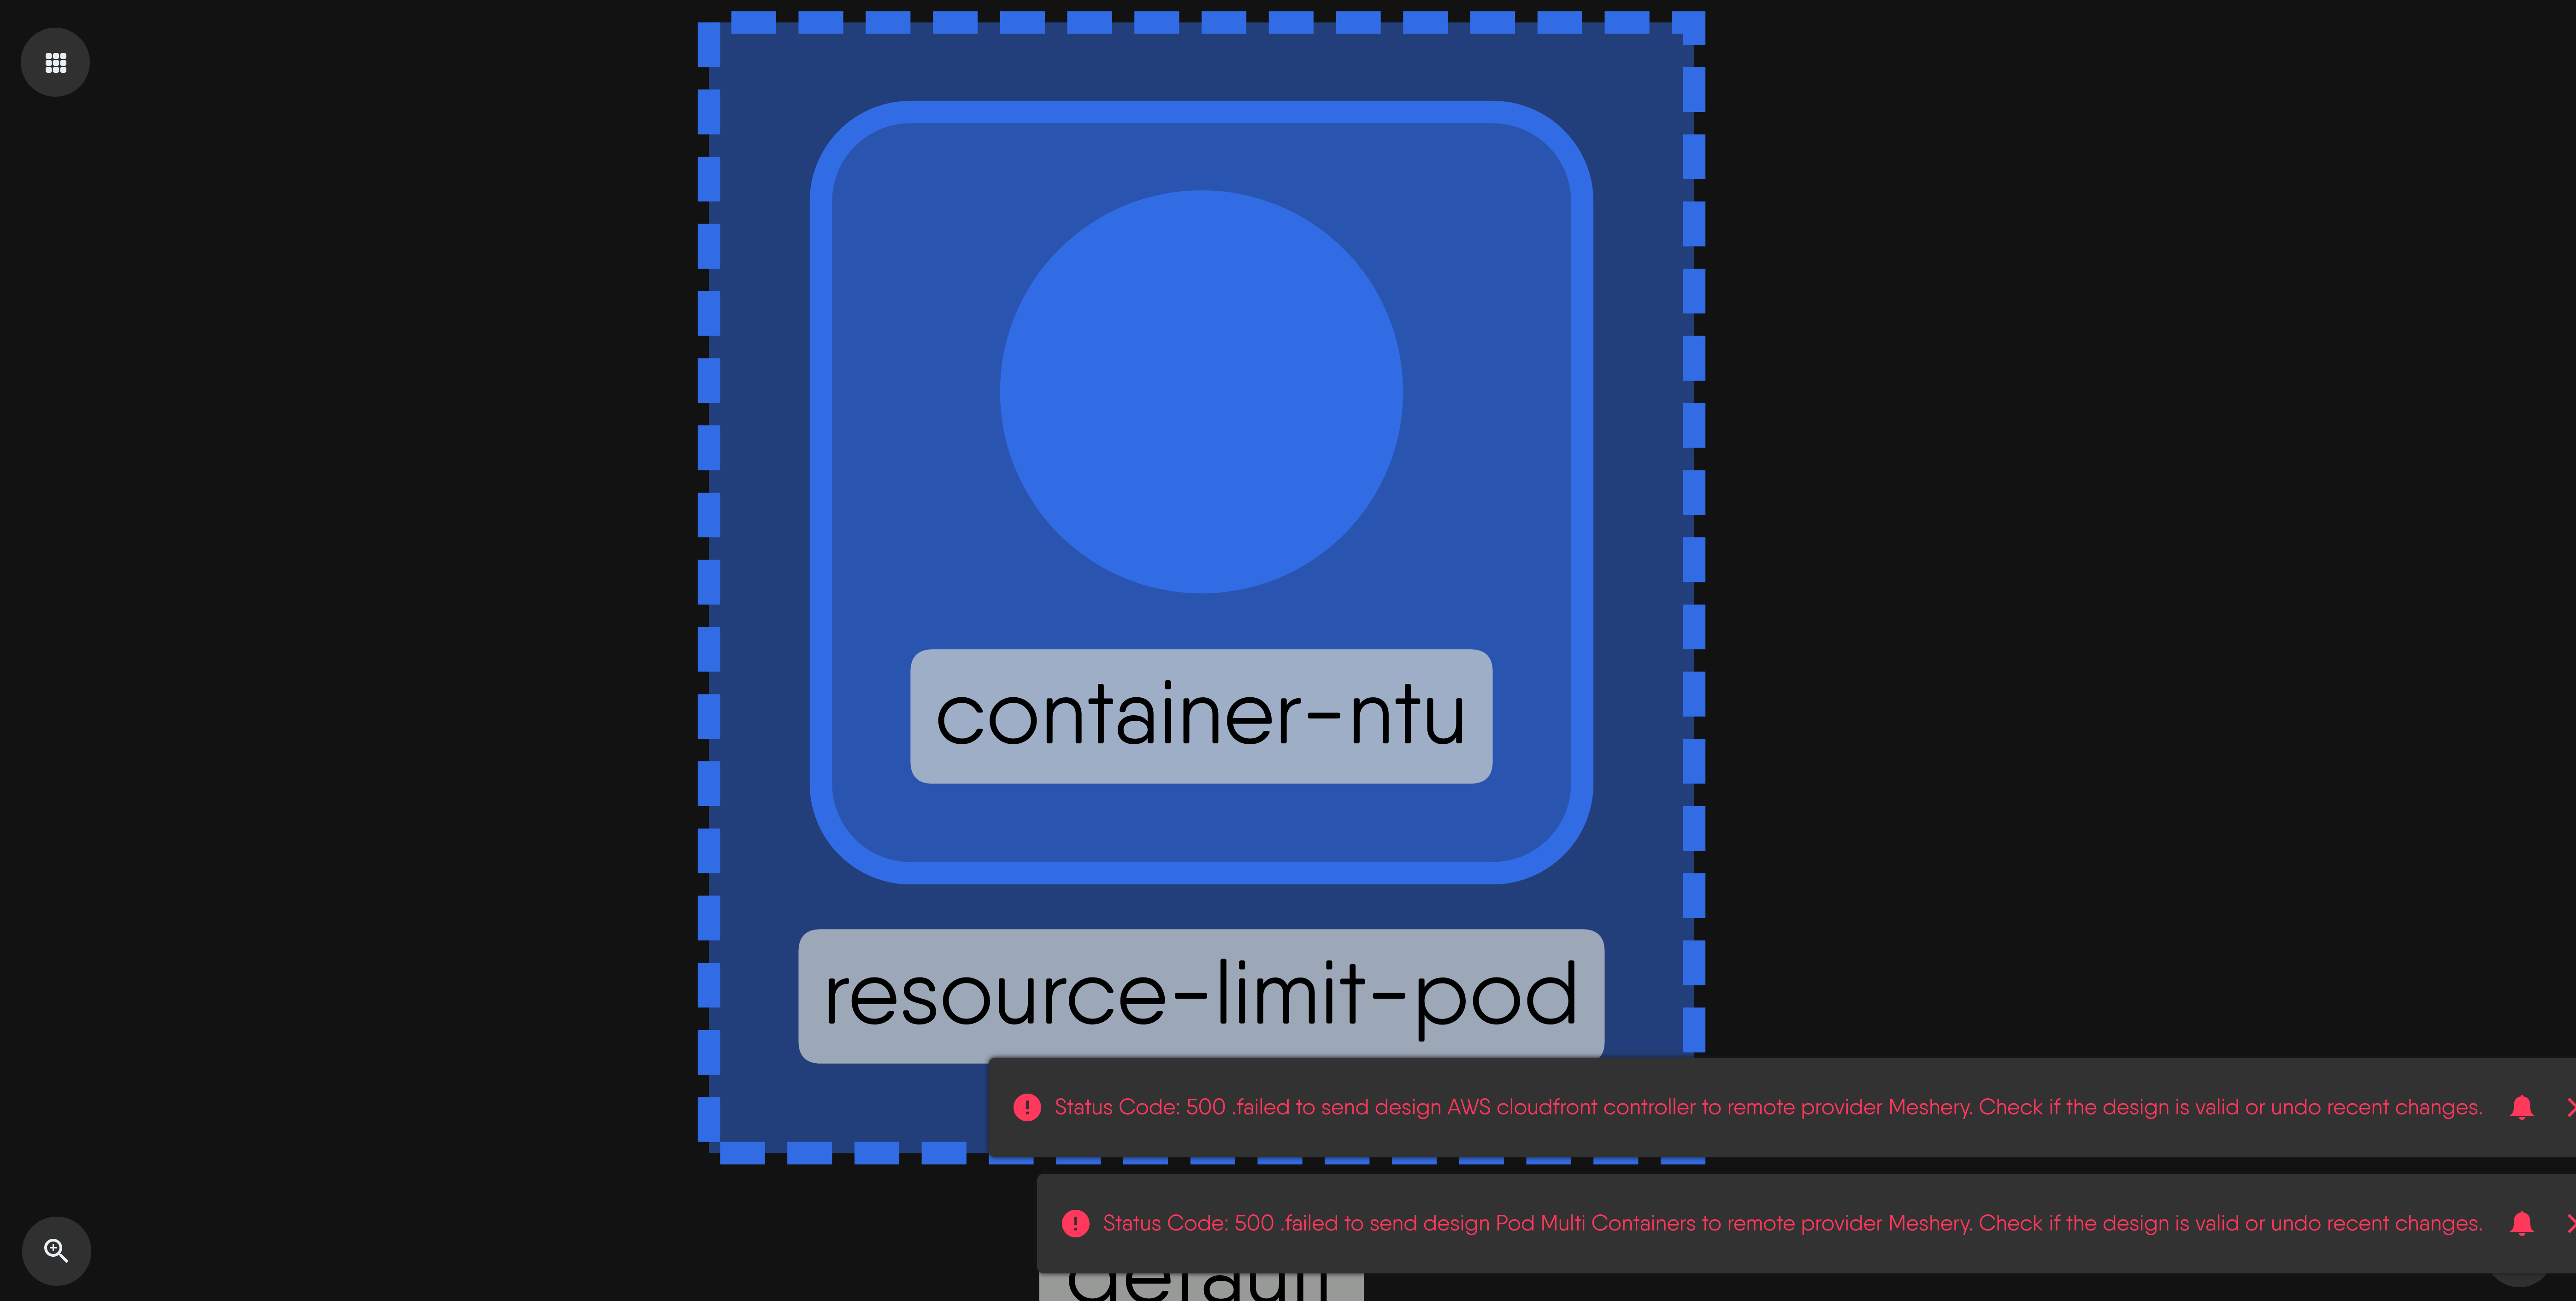 container-ntu
resource-limit-pod
Status Code: 500 .failed to send design AWS cloudfront controller to remote provider Meshery. Check if the design is valid or undo recent changes.
Status Code: 500 .failed to send design Pod Multi Containers to remote provider Meshery. Check if the design is valid or undo recent changes.
default